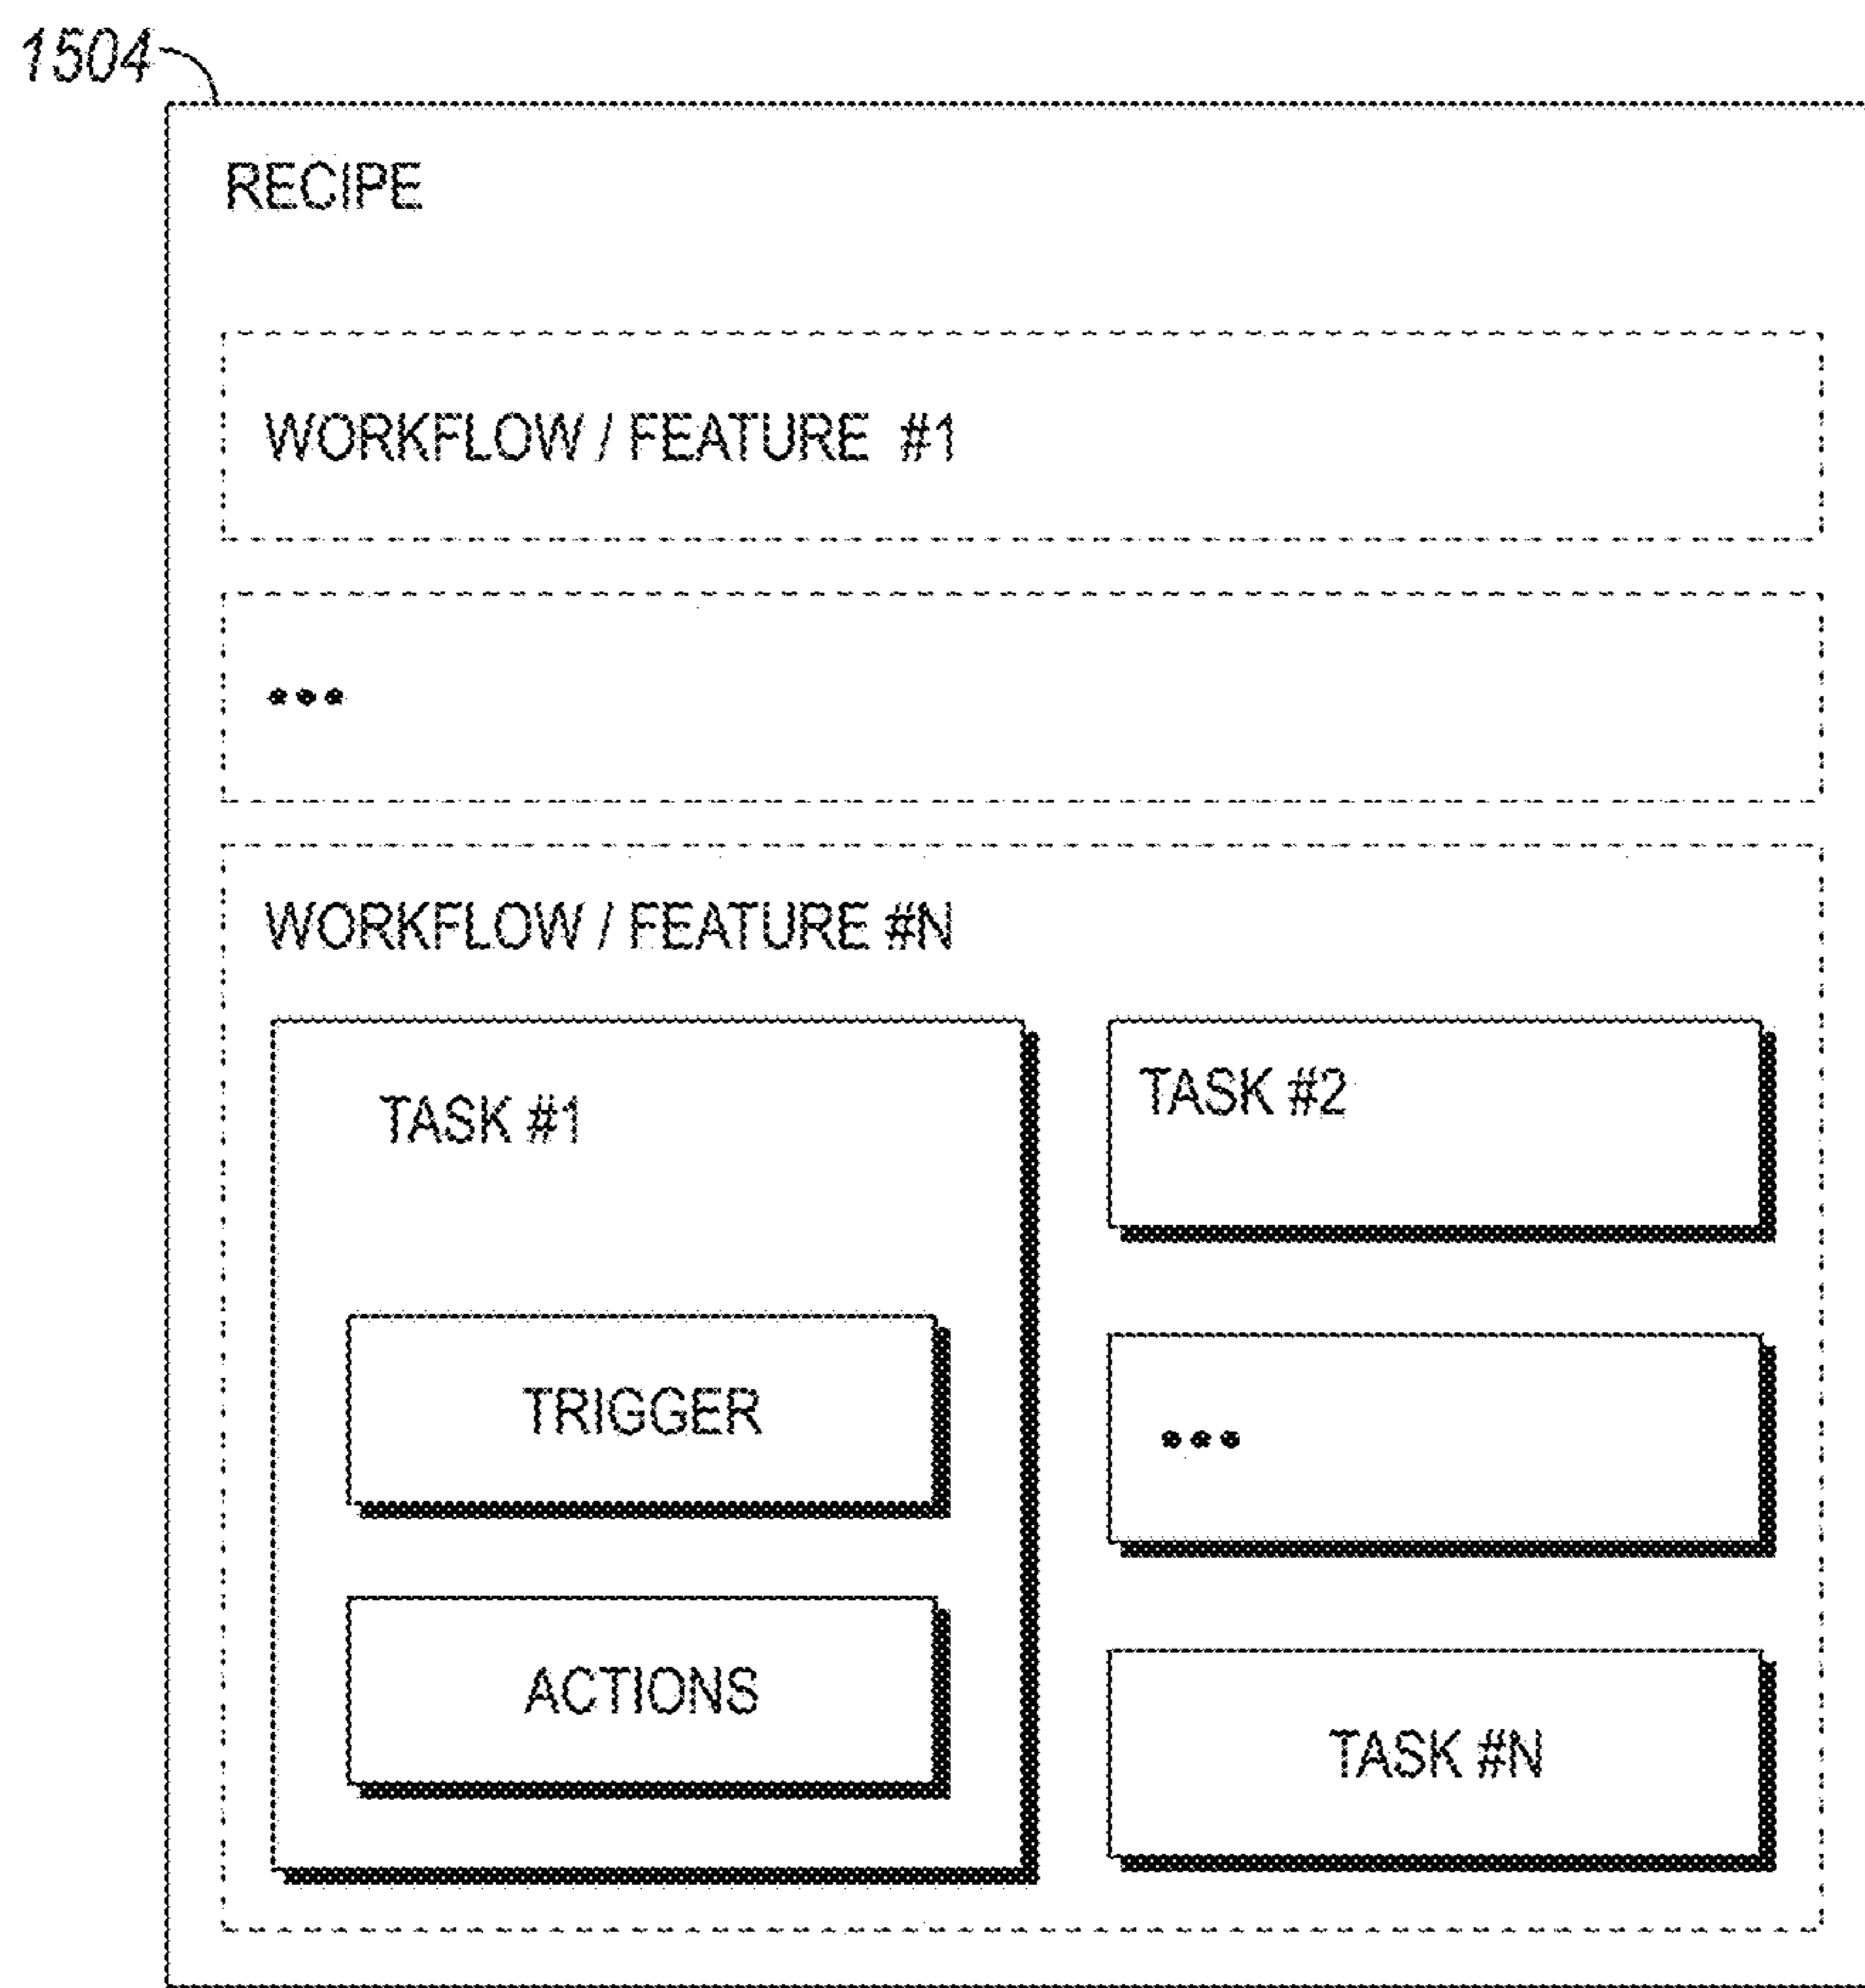 1504
RECIPE
WORKFLOW / FEATURE #1
•••
WORKFLOW / FEATURE #N
TASK #1
TRIGGER
ACTIONS
TASK #2
•••
TASK #N